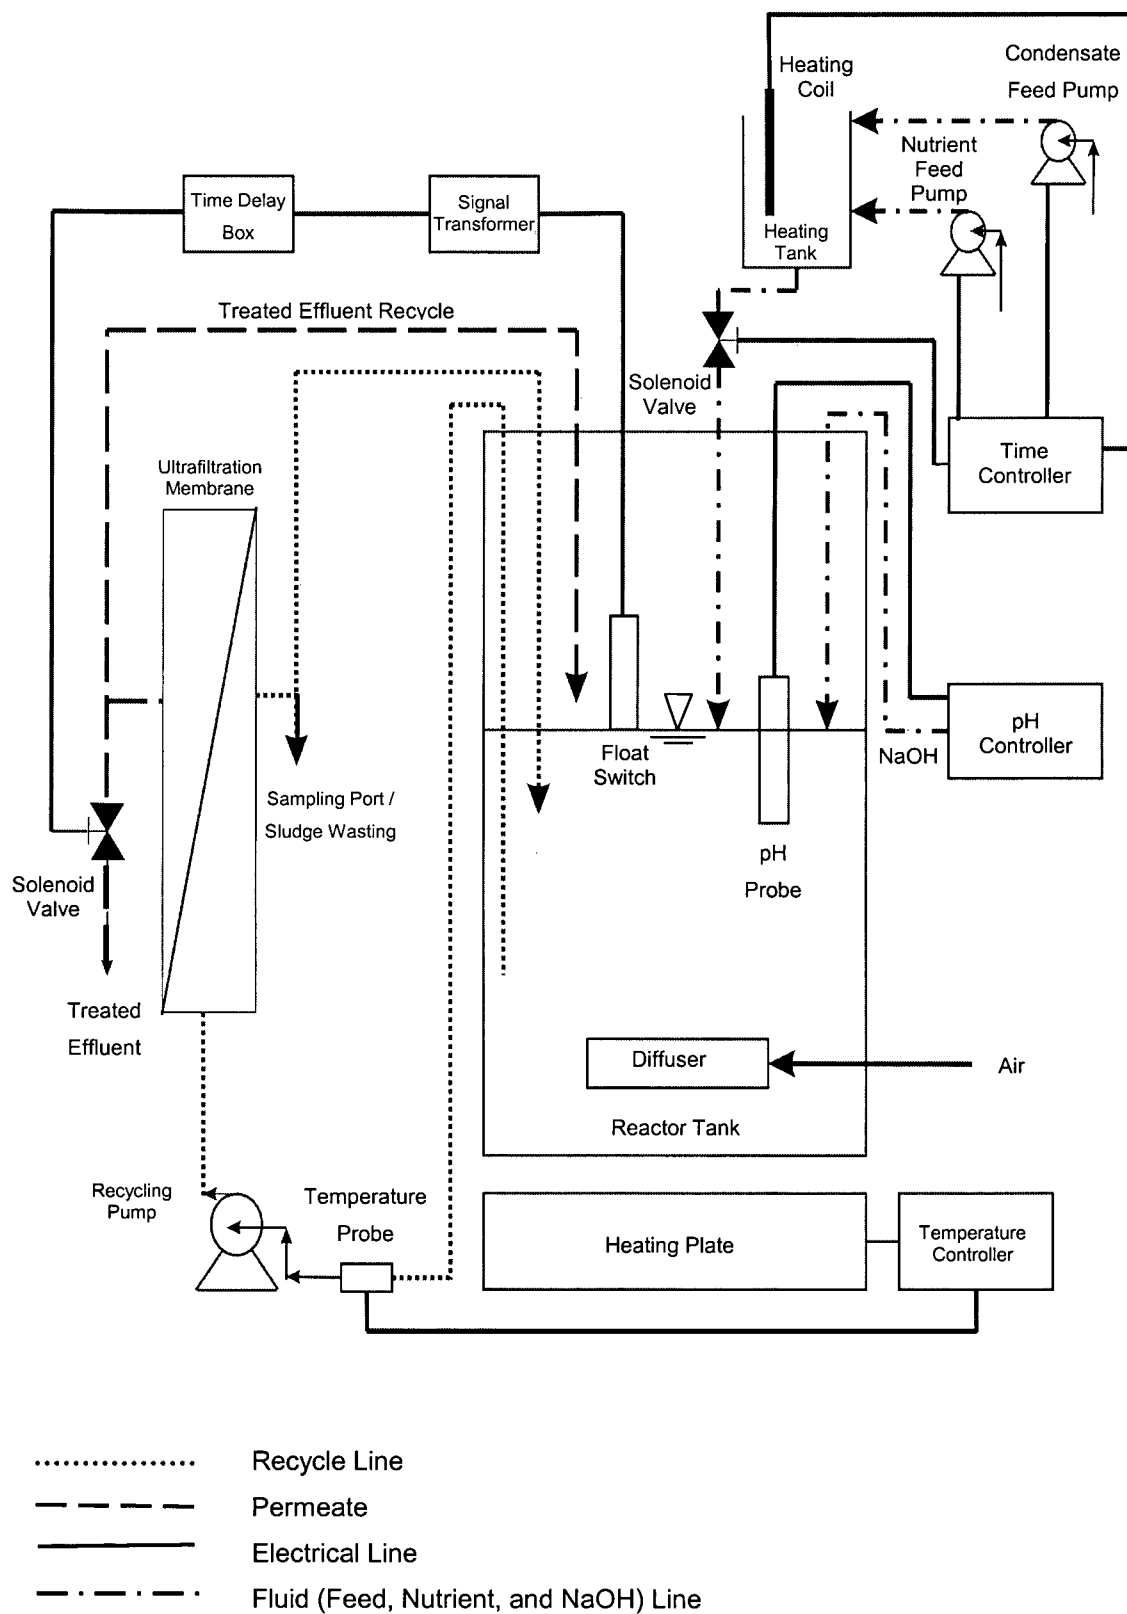 Condensate
Feed Pump
Heating
Coil
Nutrient
Feed
Pump
Heating
Tank
Time Delay
Box
Signal
Transformer
Treated Effluent Recycle
Solenoid
Valve
Time
Controller
Ultrafiltration
Membrane
pH
Controller
NaOH
Float
Switch
Sampling Port /
Sludge Wasting
pH
Probe
Solenoid
Valve
Treated
Effluent
Diffuser
Air
Reactor Tank
Recycling
Pump
Temperature
Probe
Heating Plate
Temperature
Controller
Recycle Line
Permeate
Electrical Line
Fluid (Feed, Nutrient, and NaOH) Line